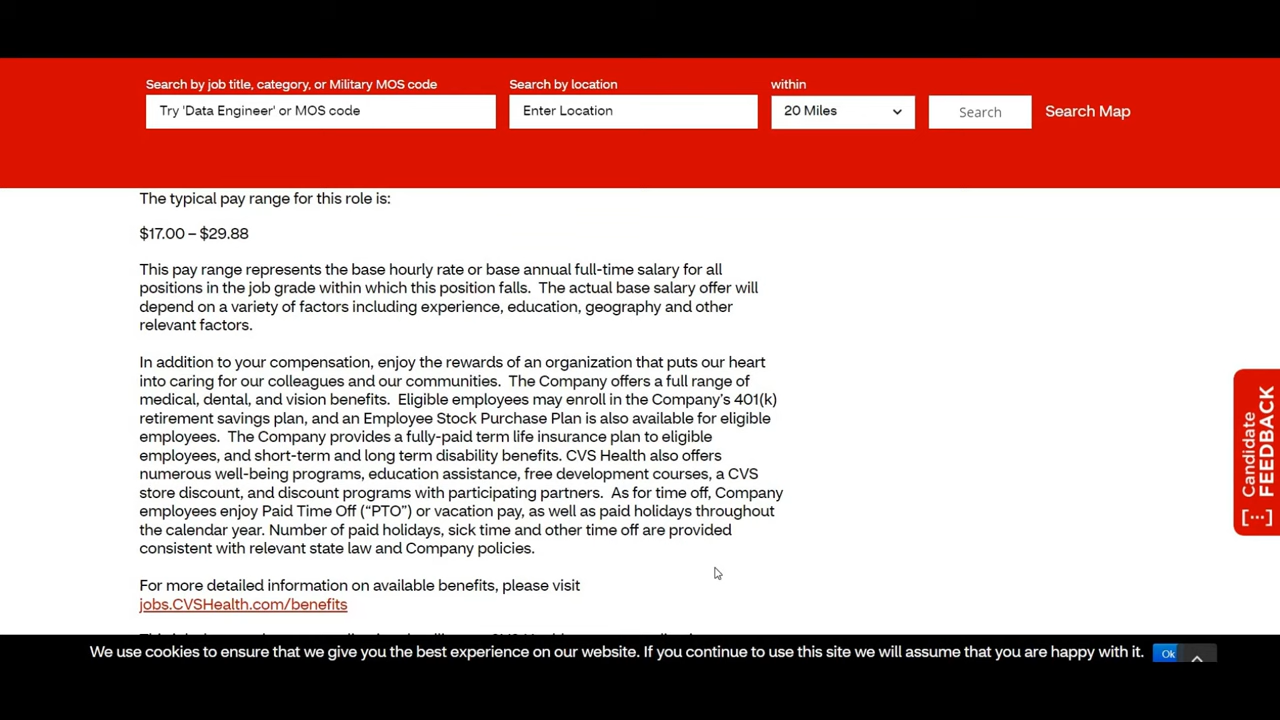 Search by job title, category, or Military MOS code
Search by location
within
Try 'Data Engineer' or MOS code
Enter Location
20 Miles
Search
Search Map
The typical pay range for this role is:
$17.00 – $29.88
This pay range represents the base hourly rate or base annual full-time salary for all
positions in the job grade within which this position falls.  The actual base salary offer will
depend on a variety of factors including experience, education, geography and other
relevant factors.
In addition to your compensation, enjoy the rewards of an organization that puts our heart
into caring for our colleagues and our communities.  The Company offers a full range of
medical, dental, and vision benefits.  Eligible employees may enroll in the Company’s 401(k)
retirement savings plan, and an Employee Stock Purchase Plan is also available for eligible
employees.  The Company provides a fully-paid term life insurance plan to eligible
employees, and short-term and long term disability benefits. CVS Health also offers
numerous well-being programs, education assistance, free development courses, a CVS
store discount, and discount programs with participating partners.  As for time off, Company
employees enjoy Paid Time Off (“PTO”) or vacation pay, as well as paid holidays throughout
the calendar year. Number of paid holidays, sick time and other time off are provided
consistent with relevant state law and Company policies.
For more detailed information on available benefits, please visit
jobs.CVSHealth.com/benefits
We use cookies to ensure that we give you the best experience on our website. If you continue to use this site we will assume that you are happy with it.
Ok
Candidate
FEEDBACK
[···]